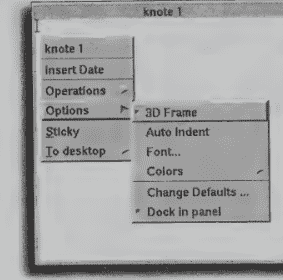 knote 1
knote 1
Insert Date
Operations
Options
Sticky
To desktop
3D Frame
Auto Indent
Font...
Colors
Change Defaults ...
Dock in panel